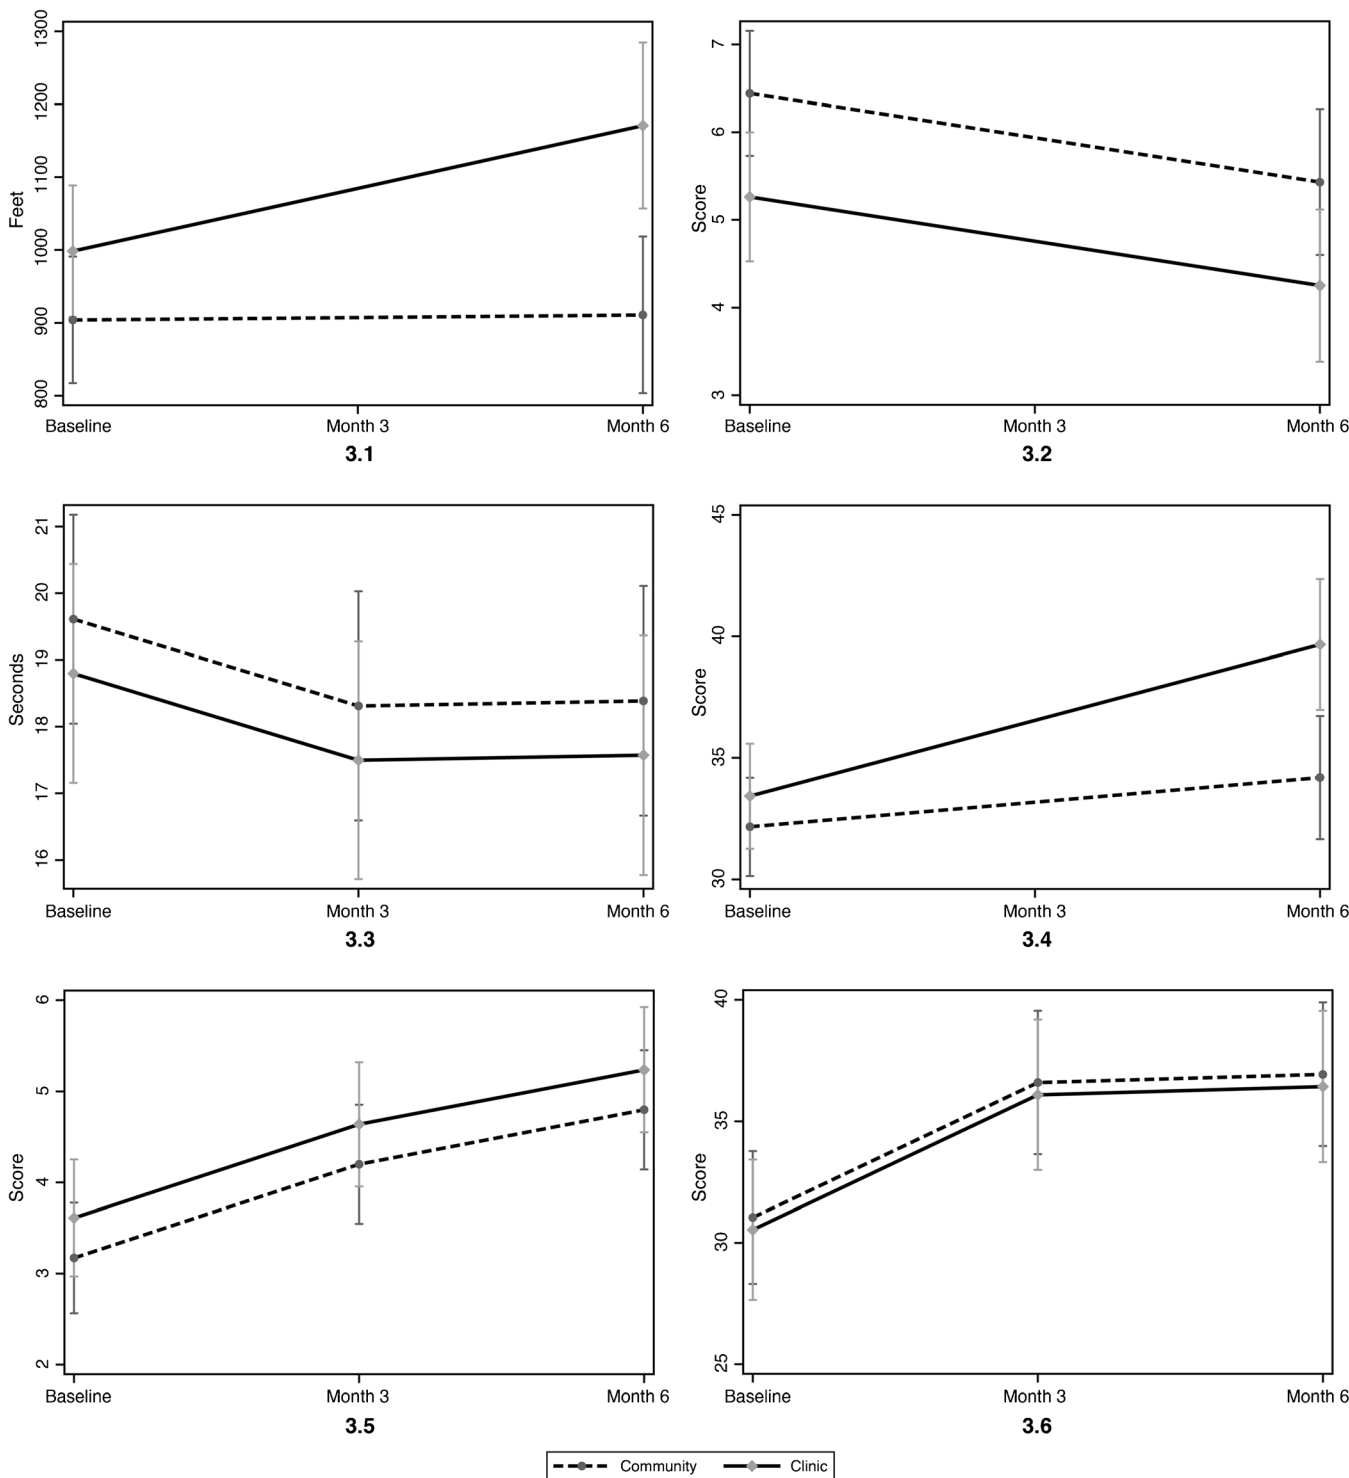 1300
1200
1100
1000
900
800
Feet
Baseline Month 3 Month 6
3.1
7
6
5
4
3
Score
Baseline Month 3 Month 6
3.2
21
20
19
18
17
16
Seconds
Baseline Month 3 Month 6
3.3
45
40
35
30
Score
Baseline Month 3 Month 6
3.4
6
5
4
3
2
Score
Baseline Month 3 Month 6
3.5
40
35
30
25
Score
Baseline Month 3 Month 6
3.6
Community Clinic